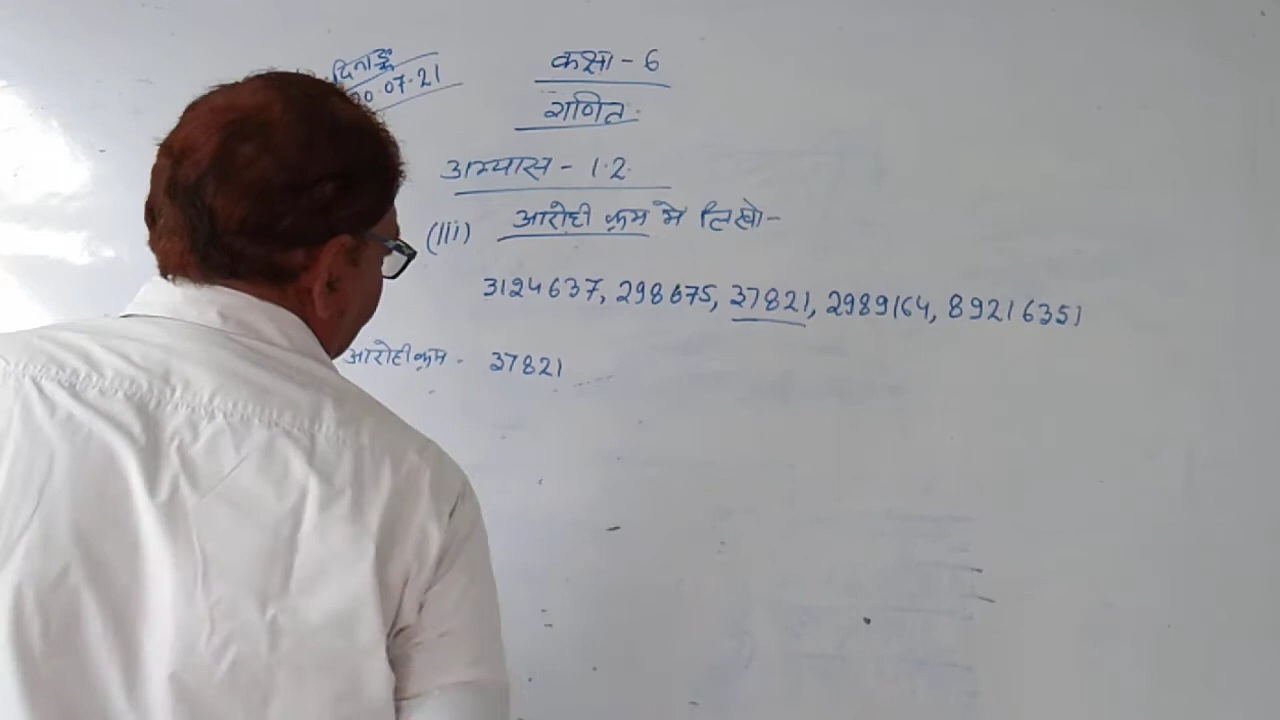 दिनाङ्क
20.07.21
कक्षा - 6
गणित.
अभ्यास - 1.2.
(iii) आरोही क्रम मे लिखो-
3124637, 298675, 37821, 2989164, 89216351
आरोही क्रम - 37821